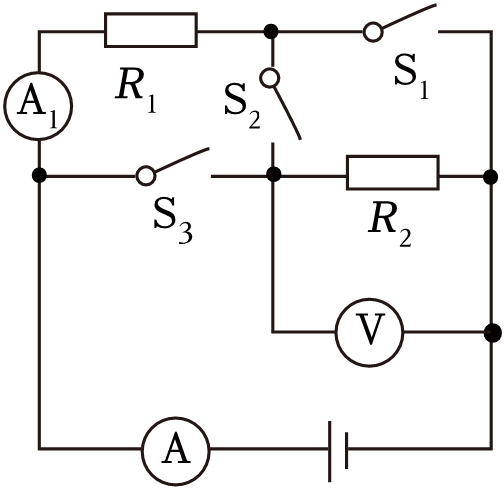 R₁
S₁
A₁
S₂
S₃
R₂
V
A